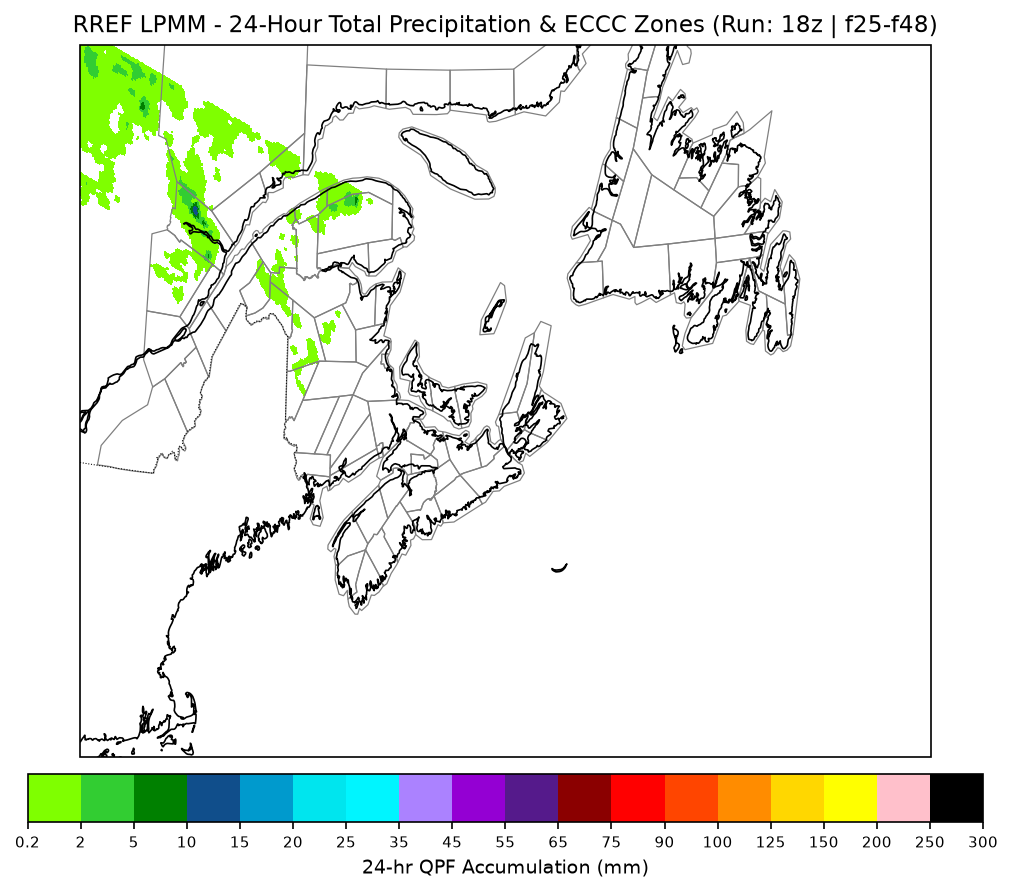 RREF LPMM - 24-Hour Total Precipitation & ECCC Zones (Run: 18z | f25-f48)
0.2 2 5 10 15 20 25 35 45 55 65 75 90 100 125 150 200 250 300
24-hr QPF Accumulation (mm)